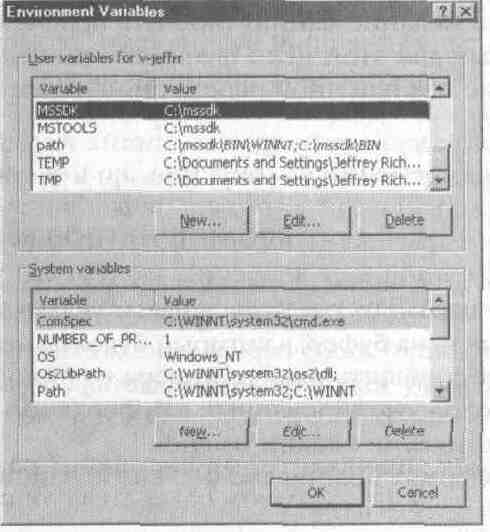 Environment Variables
User variables for v-jeffrr
Variable Value
MSSDK C:\mssdk
MSTOOLS C:\mssdk
path C:\mssdk\BIN\WINNT;C:\mssdk\BIN
TEMP C:\Documents and Settings\Jeffrey Rich...
TMP C:\Documents and Settings\Jeffrey Rich...
New... Edit... Delete
System variables
Variable Value
ComSpec C:\WINNT\system32\cmd.exe
NUMBER_OF_PR... 1
OS Windows_NT
Os2LibPath C:\WINNT\system32\os2\dll;
Path C:\WINNT\system32;C:\WINNT
New... Edit... Delete
OK Cancel